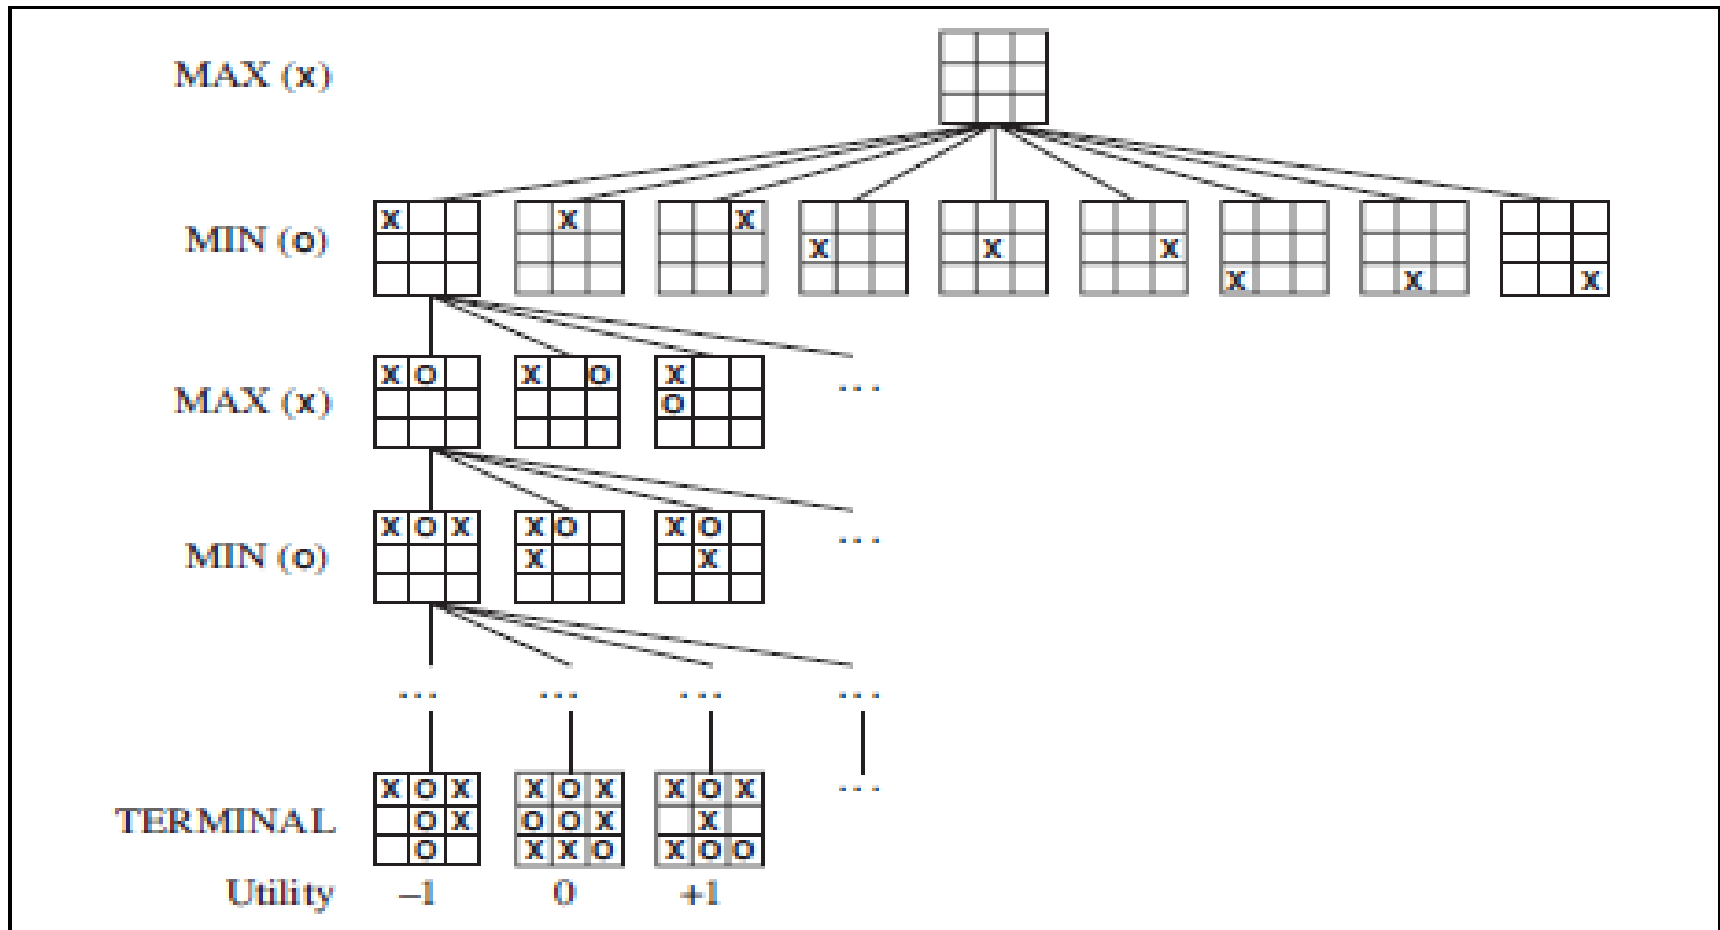 MAX (X)
X X X X X X X X X
MIN (O)
X O X O X
O
...
MAX (X)
X O X X O X O
X X
...
MIN (O)
... ... ... ...
X O X X O X X O X
...
O X O O X X
O X X O X O O
TERMINAL
Utility –1 0 +1